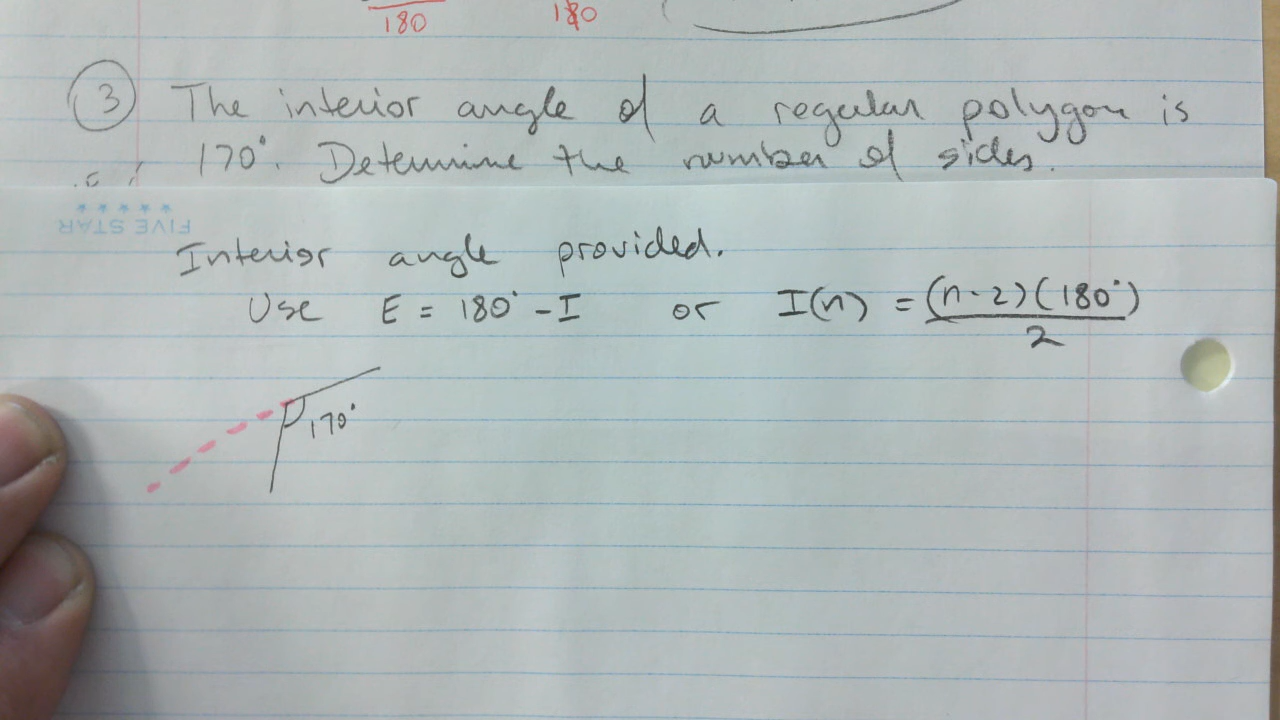 180 180
③ The interior angle of a regular polygon is
170°. Determine the number of sides.
FIVE STAR
Interior angle provided.
Use E = 180° - I or I(n) = (n-2)(180°)
2
170°